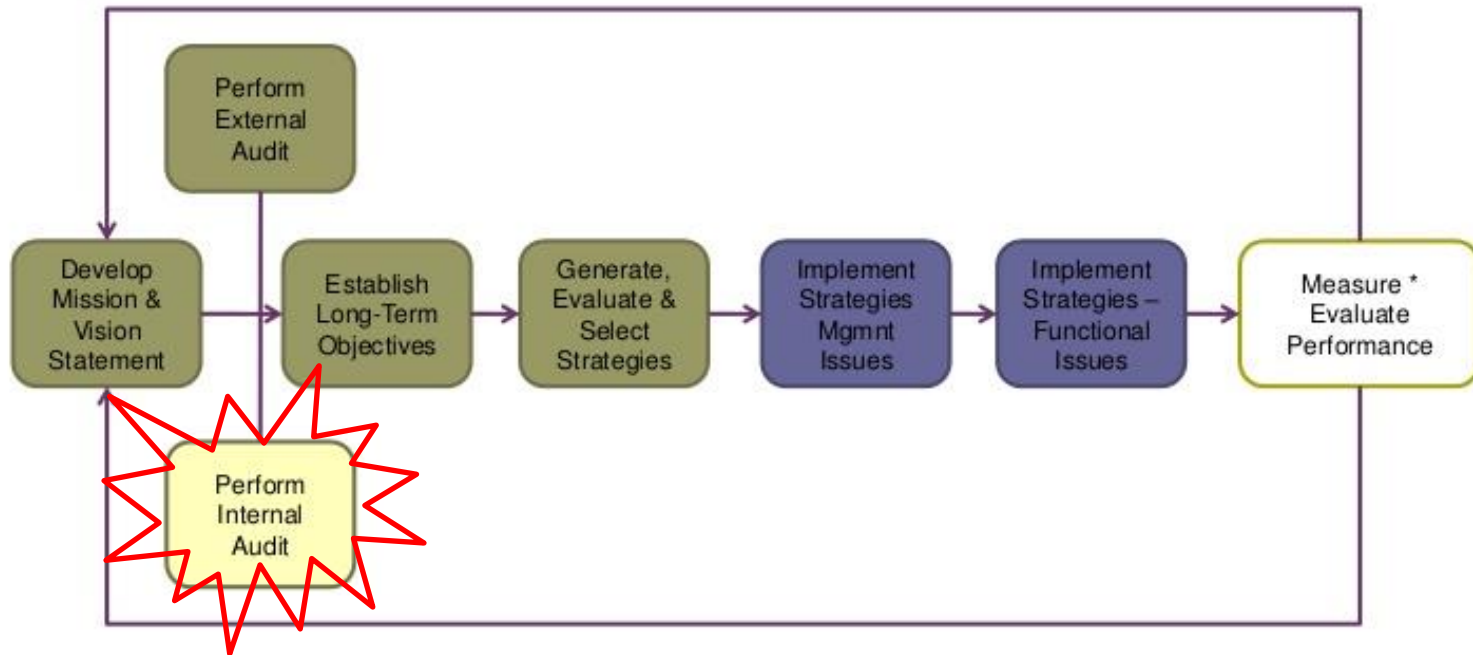 Perform
External
Audit
Develop
Mission &
Vision
Statement
Establish
Long-Term
Objectives
Generate,
Evaluate &
Select
Strategies
Implement
Strategies
Mgmnt
Issues
Implement
Strategies –
Functional
Issues
Measure *
Evaluate
Performance
Perform
Internal
Audit